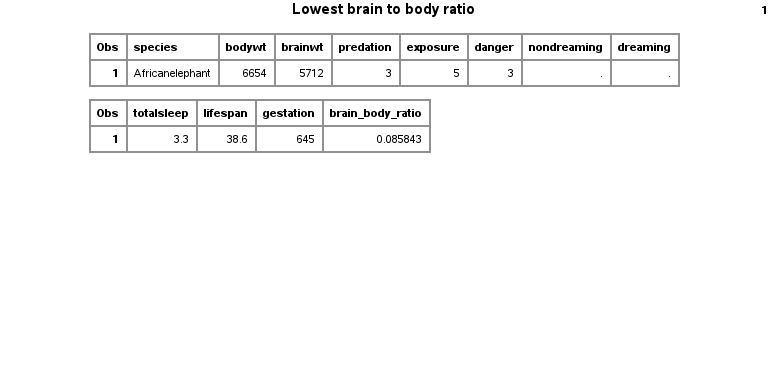 Lowest brain to body ratio 1
Obs species bodywt brainwt predation exposure danger nondreaming dreaming
1 Africanelephant 6654 5712 3 5 3 . .
Obs totalsleep lifespan gestation brain_body_ratio
1 3.3 38.6 645 0.085843